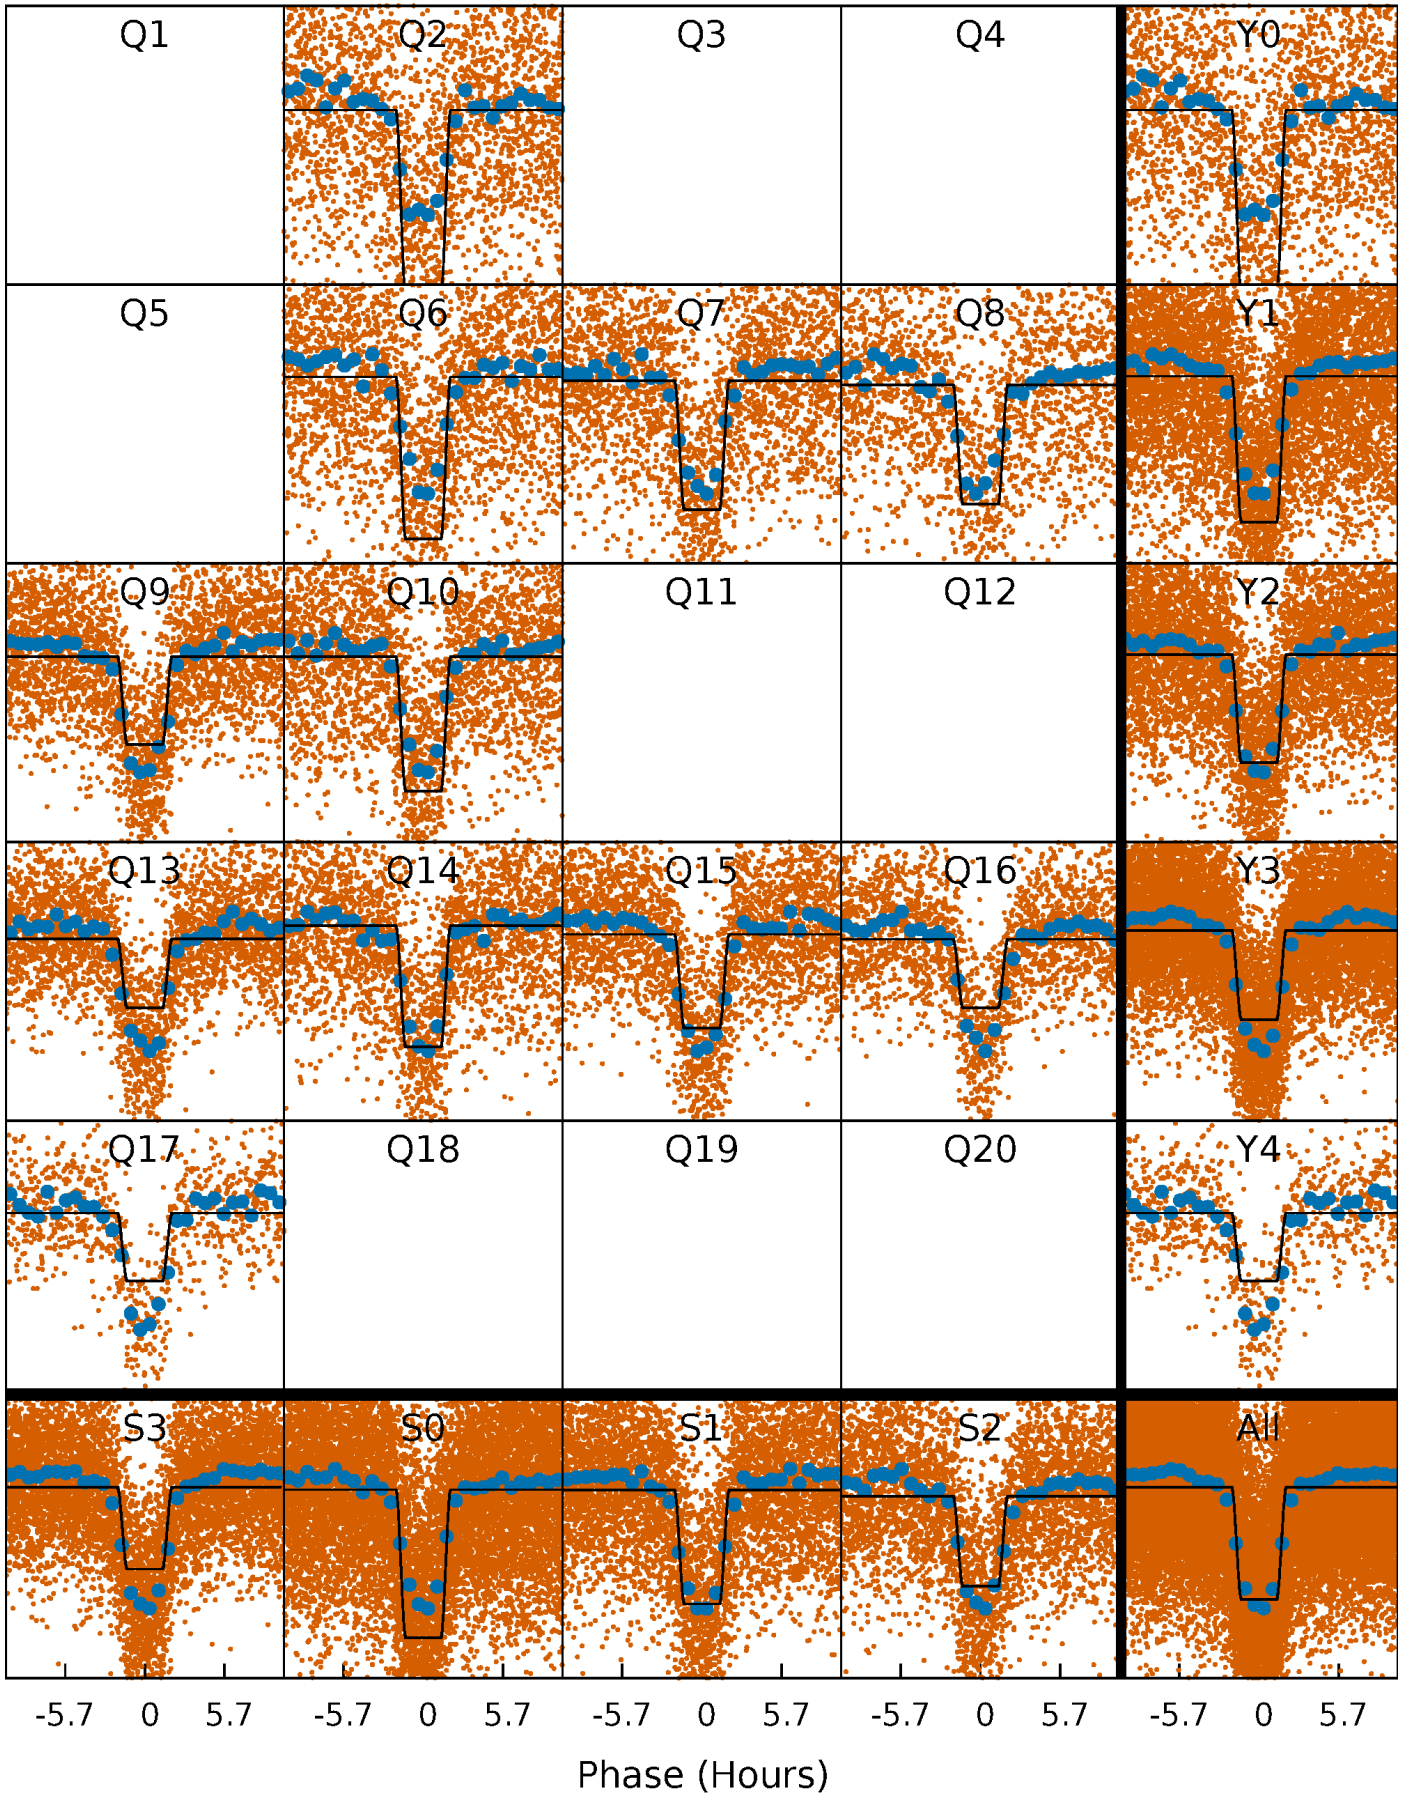 Q1 Q2 Q3 Q4 Y0
Q5 Q6 Q7 Q8 Y1
Q9 Q10 Q11 Q12 Y2
Q13 Q14 Q15 Q16 Y3
Q17 Q18 Q19 Q20 Y4
S3 S0 S1 S2 All
-5.7 0 5.7 -5.7 0 5.7 -5.7 0 5.7 -5.7 0 5.7 -5.7 0 5.7
Phase (Hours)